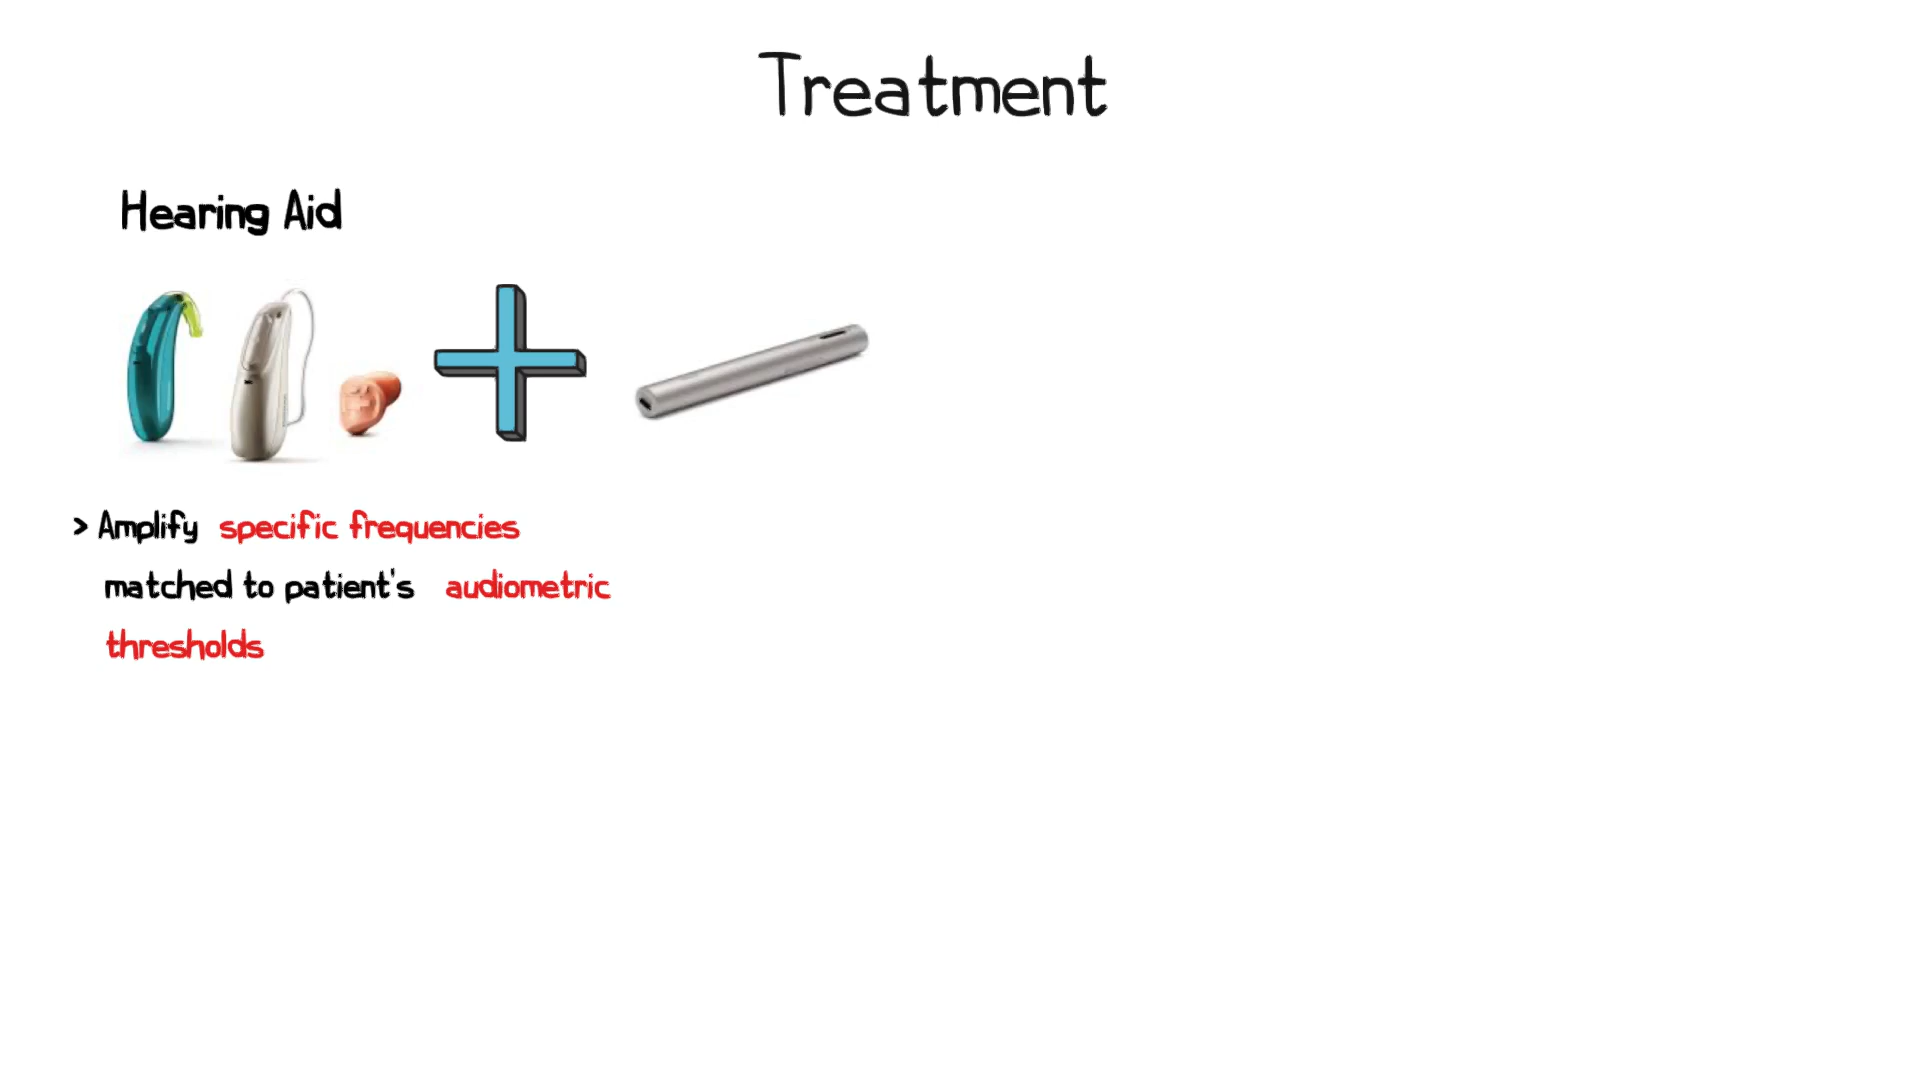 Treatment
Hearing Aid
> Amplify specific frequencies
matched to patient's audiometric
thresholds